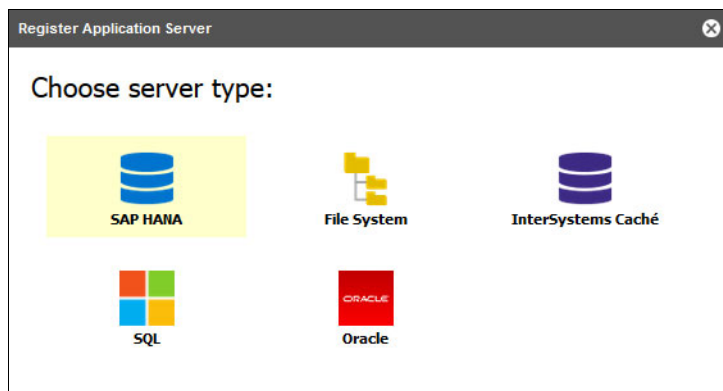 Register Application Server
Choose server type:
SAP HANA
File System
InterSystems Caché
ORACLE
SQL
Oracle